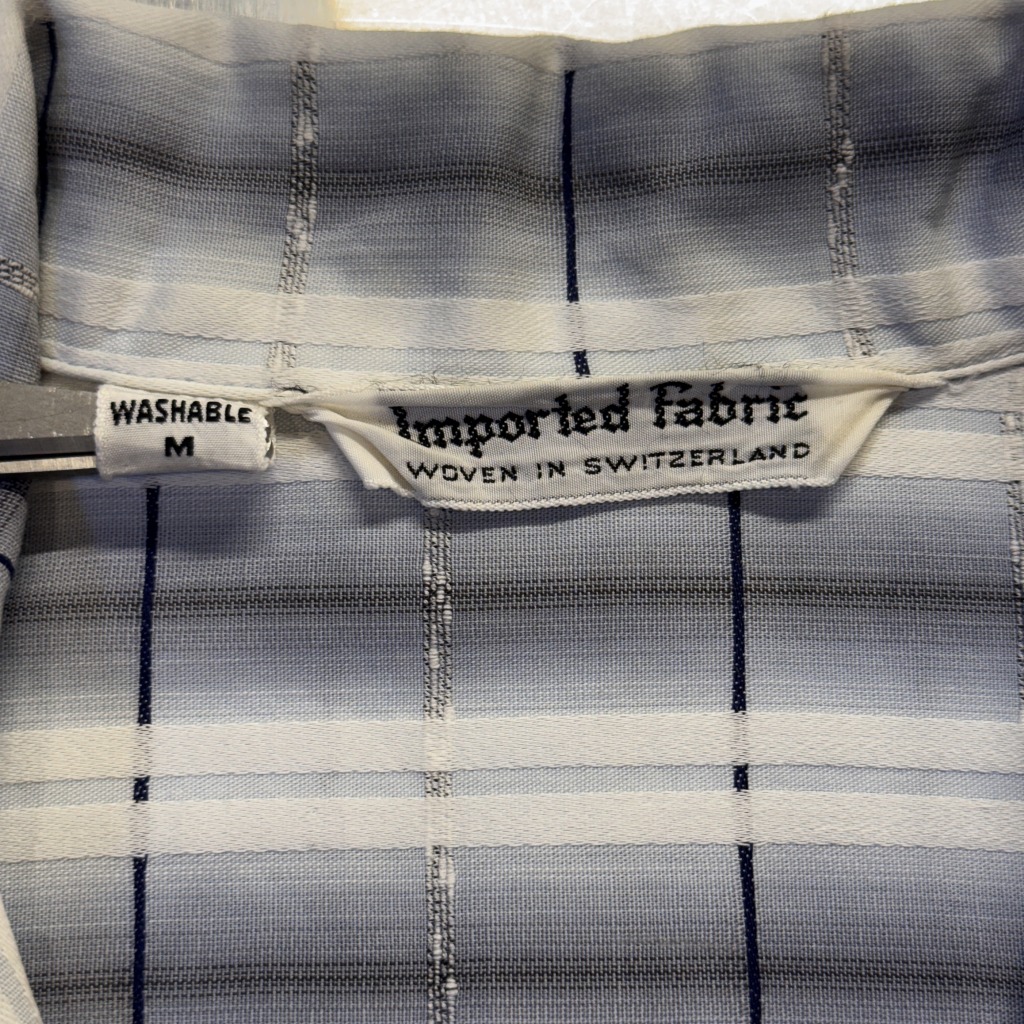 WASHABLE
M
Imported Fabric
WOVEN IN SWITZERLAND